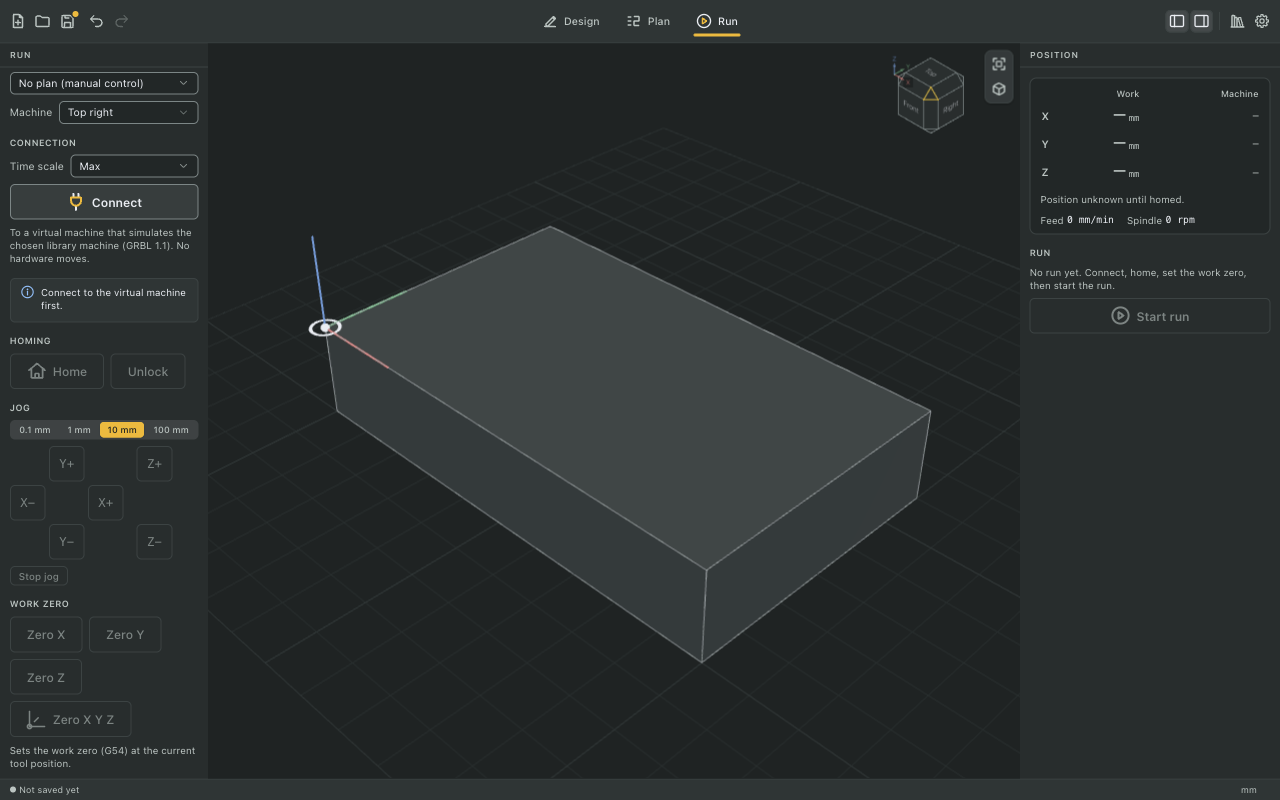 Design
Plan
Run
RUN
No plan (manual control)
Machine
Top right
CONNECTION
Time scale
Max
Connect
To a virtual machine that simulates the
chosen library machine (GRBL 1.1). No
hardware moves.
Connect to the virtual machine
first.
HOMING
Home
Unlock
JOG
0.1 mm
1 mm
10 mm
100 mm
Y+
Z+
X−
X+
Y−
Z−
Stop jog
WORK ZERO
Zero X
Zero Y
Zero Z
Zero X Y Z
Sets the work zero (G54) at the current
tool position.
Top
Front
Right
POSITION
Work
Machine
X
— mm
–
Y
— mm
–
Z
— mm
–
Position unknown until homed.
Feed 0 mm/min
Spindle 0 rpm
RUN
No run yet. Connect, home, set the work zero,
then start the run.
Start run
Not saved yet
mm